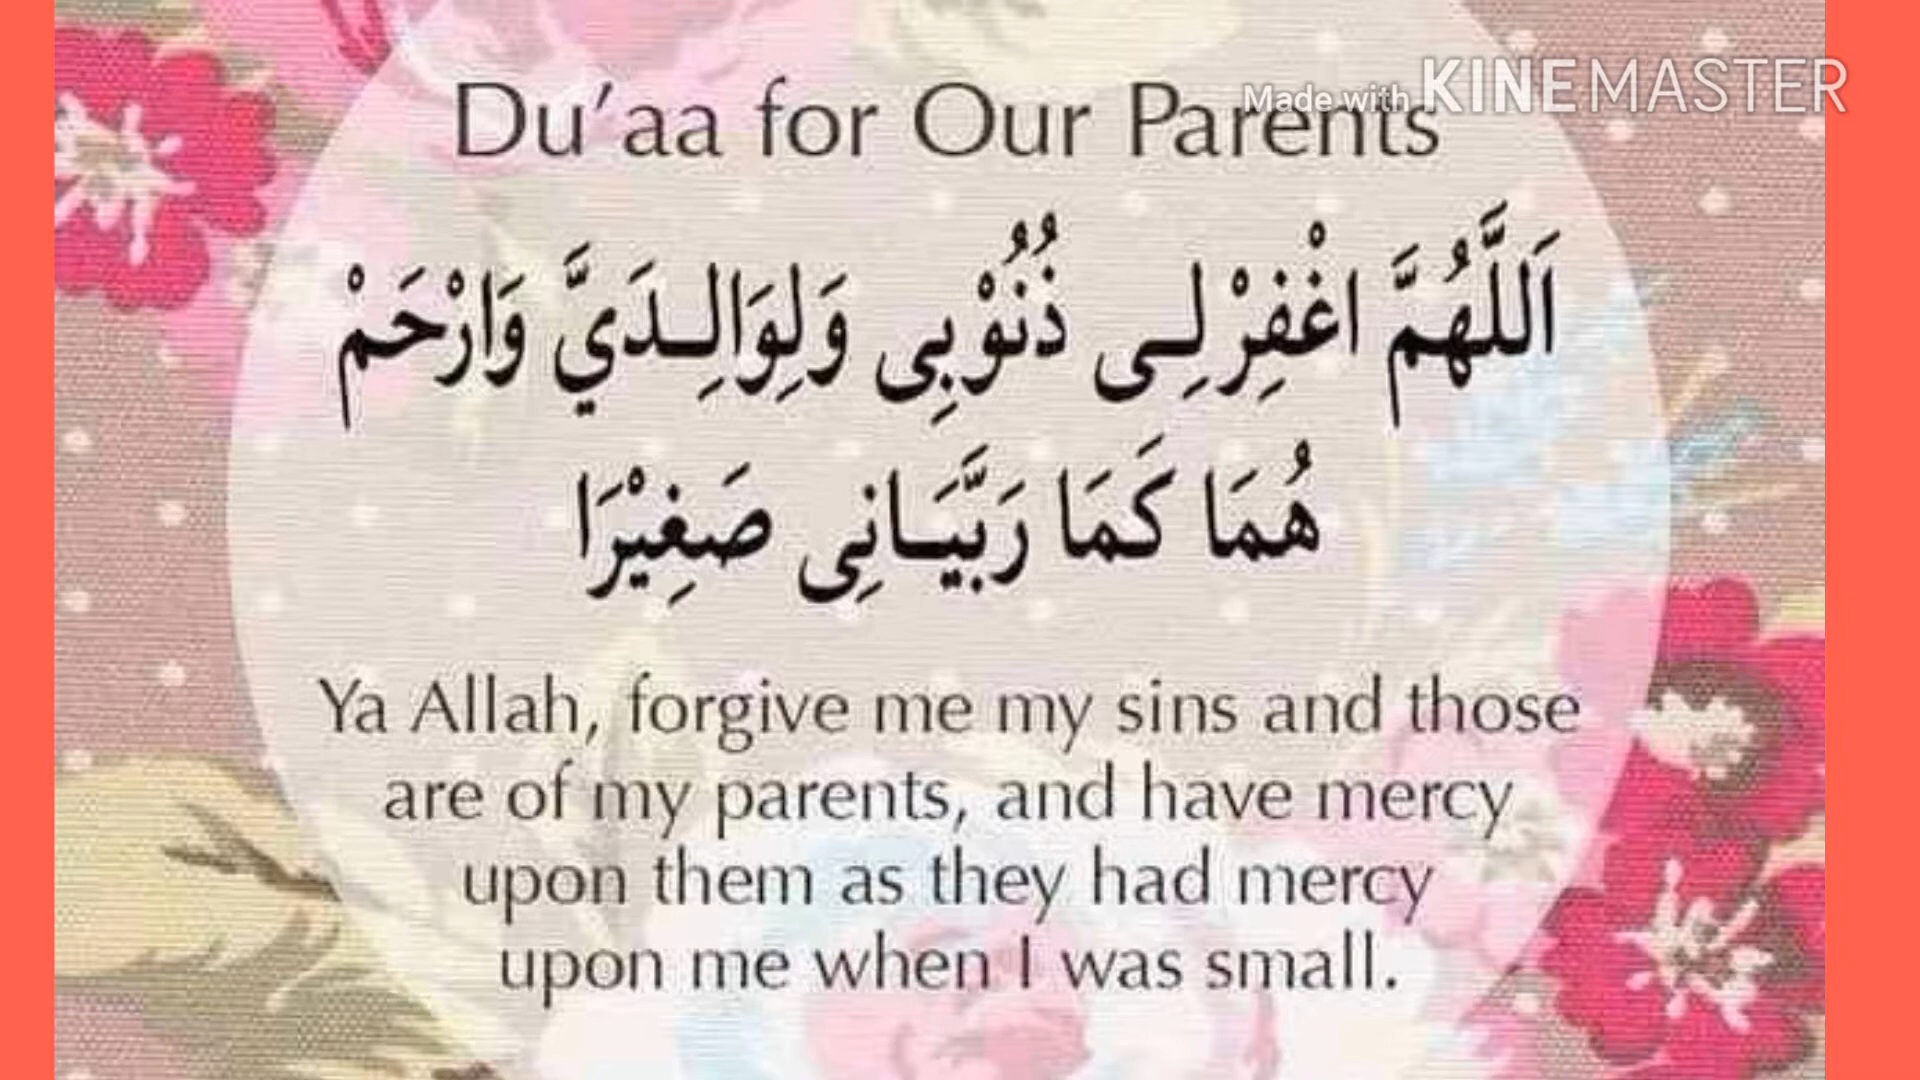 Made with KINEMASTER
Du'aa for Our Parents
اَللَّهُمَّ اغْفِرْلِـى ذُنُوْبِى وَلِوَالِـدَيَّ وَارْحَمْ
هُمَا كَمَا رَبَّيَـانِى صَغِيْرَا
Ya Allah, forgive me my sins and those
are of my parents, and have mercy
upon them as they had mercy
upon me when I was small.